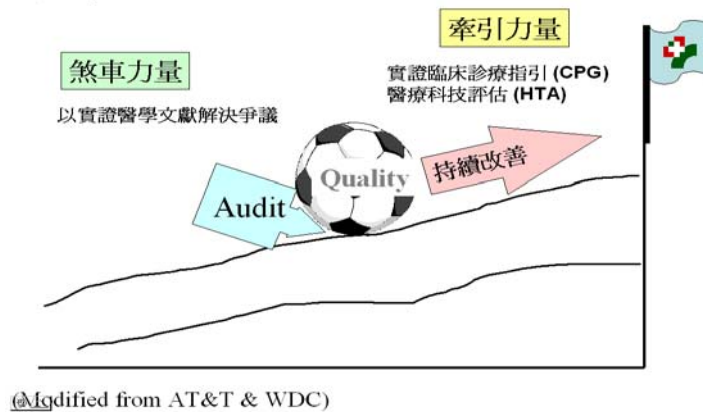 煞車力量
以實證醫學文獻解決爭議
牽引力量
實證臨床診療指引 (CPG)
醫療科技評估 (HTA)
Quality
持續改善
Audit
(Modified from AT&T & WDC)